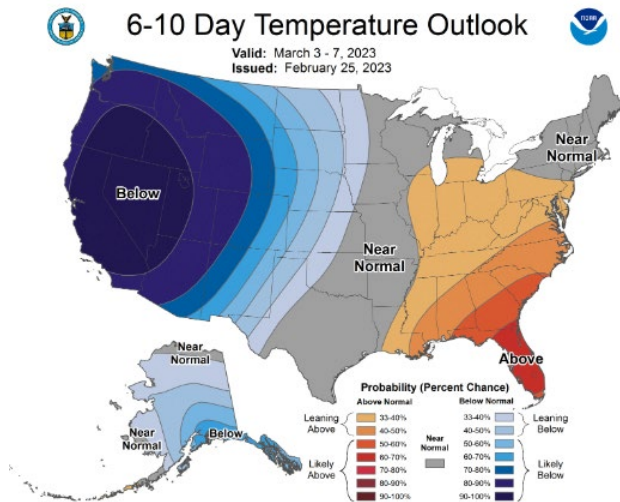 6-10 Day Temperature Outlook
Valid: March 3 - 7, 2023
Issued: February 25, 2023
NOAA
Near
Normal
Below
Near
Normal
Above
Near
Normal
Near
Normal
Below
Probability (Percent Chance)
Above Normal
Below Normal
Leaning
Above
33-40%
33-40%
Leaning
Below
40-50%
40-50%
Near
Normal
Likely
Above
50-60%
50-60%
Likely
Below
60-70%
60-70%
70-80%
70-80%
80-90%
80-90%
90-100%
90-100%